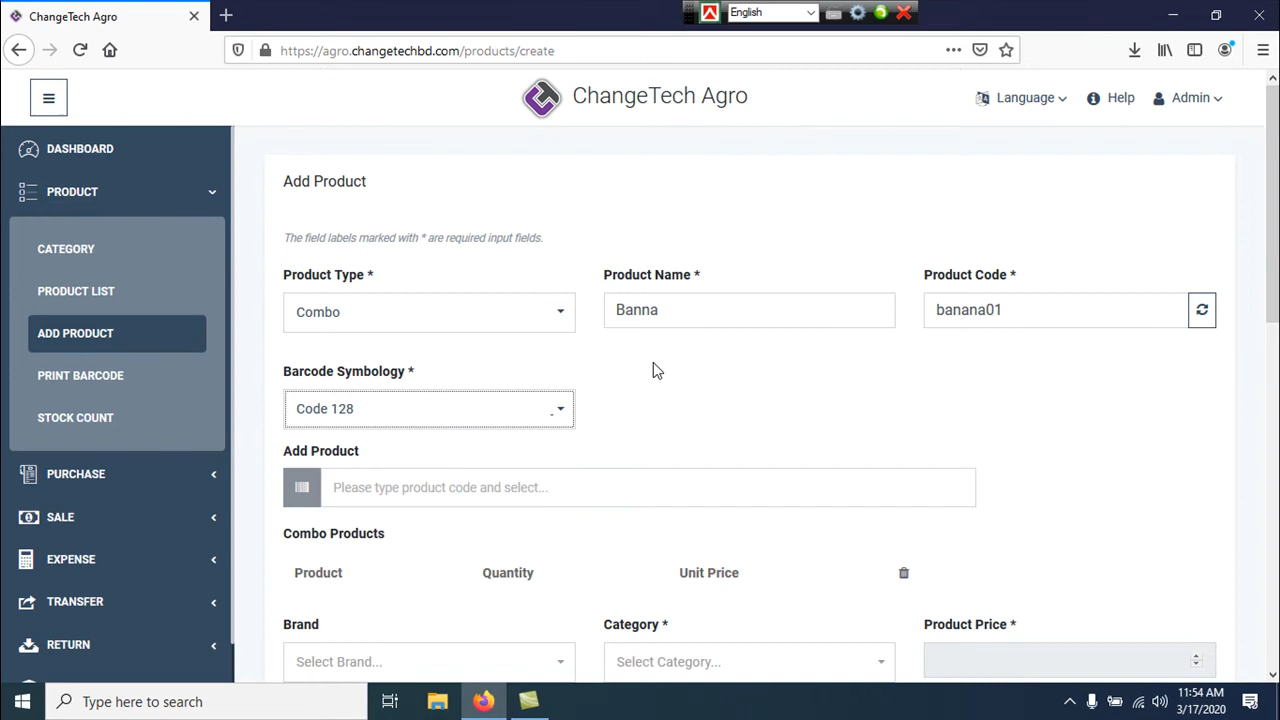 ChangeTech Agro
English
https://agro.changetechbd.com/products/create
ChangeTech Agro
Language
Help
Admin
DASHBOARD
PRODUCT
CATEGORY
PRODUCT LIST
ADD PRODUCT
PRINT BARCODE
STOCK COUNT
PURCHASE
SALE
EXPENSE
TRANSFER
RETURN
Add Product
The field labels marked with * are required input fields.
Product Type *
Product Name *
Product Code *
Combo
Banna
banana01
Barcode Symbology *
Code 128
Add Product
Please type product code and select...
Combo Products
Product
Quantity
Unit Price
Brand
Category *
Product Price *
Select Brand...
Select Category...
Type here to search
11:54 AM
3/17/2020